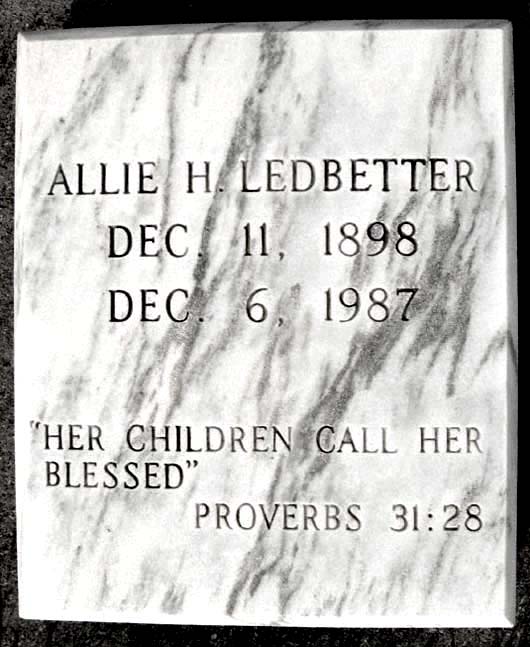 ALLIE H. LEDBETTER
DEC. 11, 1898
DEC. 6, 1987
"HER CHILDREN CALL HER
BLESSED"
PROVERBS 31:28